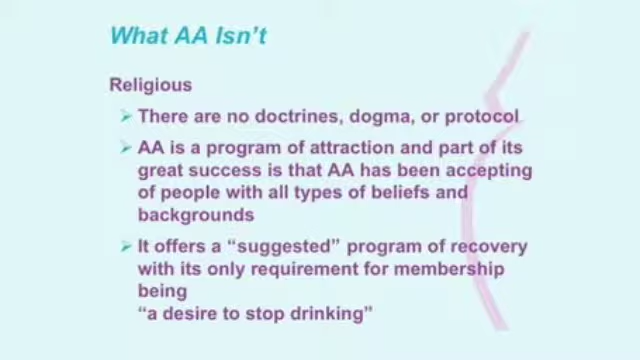 What AA Isn't
Religious
➢ There are no doctrines, dogma, or protocol
➢ AA is a program of attraction and part of its
great success is that AA has been accepting
of people with all types of beliefs and
backgrounds
➢ It offers a “suggested” program of recovery
with its only requirement for membership
being
“a desire to stop drinking”